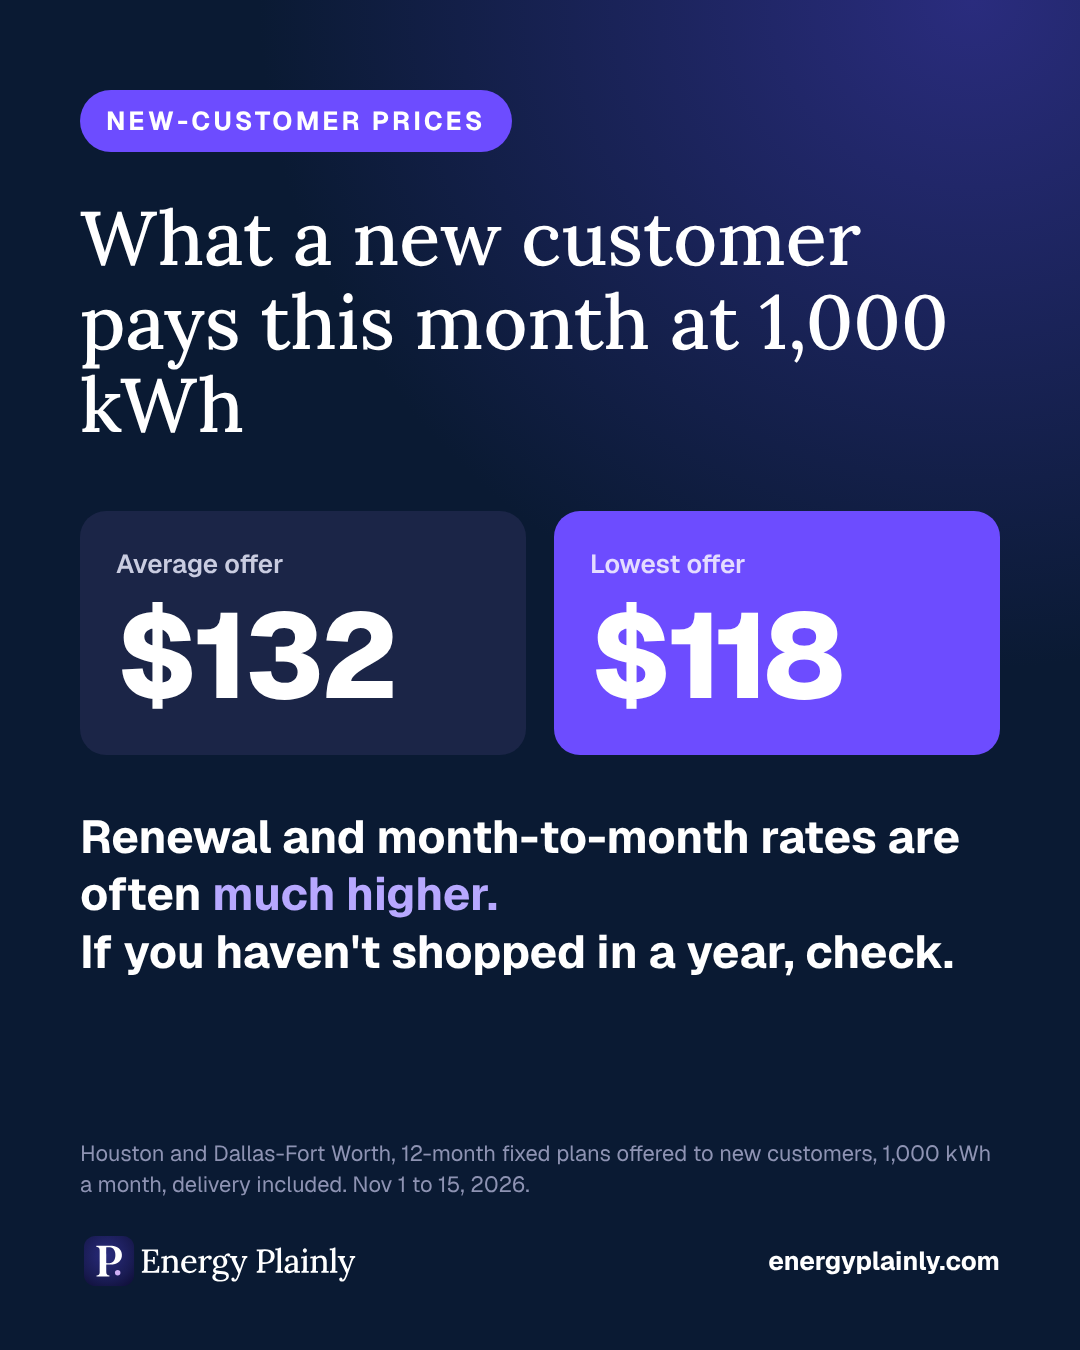 NEW-CUSTOMER PRICES
What a new customer
pays this month at 1,000
kWh
Average offer
$132
Lowest offer
$118
Renewal and month-to-month rates are
often much higher.
If you haven't shopped in a year, check.
Houston and Dallas-Fort Worth, 12-month fixed plans offered to new customers, 1,000 kWh
a month, delivery included. Nov 1 to 15, 2026.
P. Energy Plainly
energyplainly.com